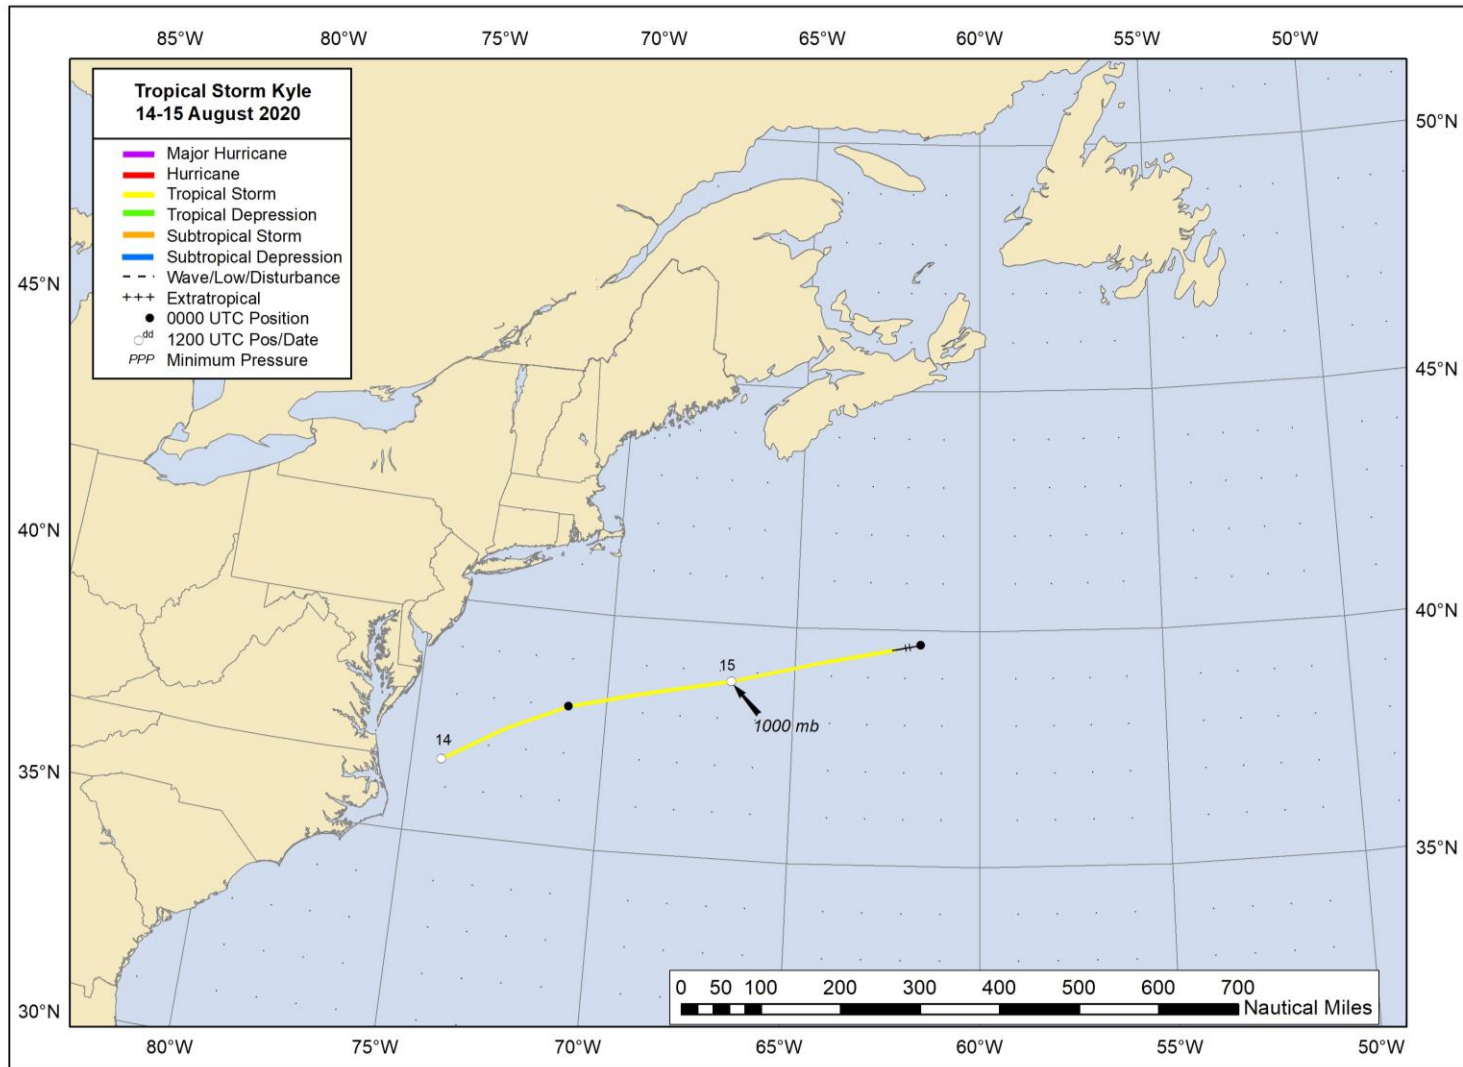 85°W 80°W 75°W 70°W 65°W 60°W 55°W 50°W
Tropical Storm Kyle
14-15 August 2020
Major Hurricane
Hurricane
Tropical Storm
Tropical Depression
Subtropical Storm
Subtropical Depression
Wave/Low/Disturbance
+++ Extratropical
0000 UTC Position
dd 1200 UTC Pos/Date
PPP Minimum Pressure
50°N
45°N
45°N
40°N
40°N
15
1000 mb
14
35°N
35°N
30°N
0 50 100 200 300 400 500 600 700
Nautical Miles
80°W 75°W 70°W 65°W 60°W 55°W 50°W